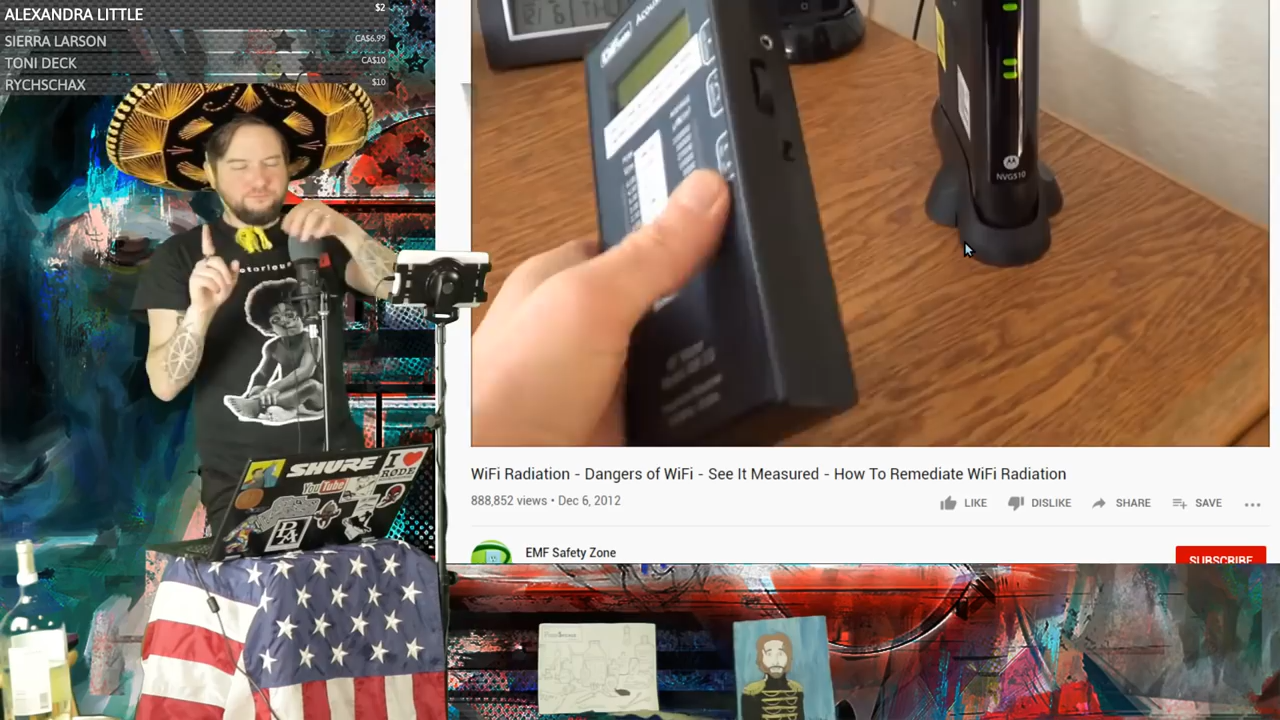 ALEXANDRA LITTLE $2
SIERRA LARSON CA$6.99
TONI DECK CA$10
RYCHSCHAX $10
NVG510
notorious
SHURE
I ❤ RØDE
YouTube
WiFi Radiation - Dangers of WiFi - See It Measured - How To Remediate WiFi Radiation
888,852 views • Dec 6, 2012
LIKE DISLIKE SHARE SAVE
EMF Safety Zone
SUBSCRIBE